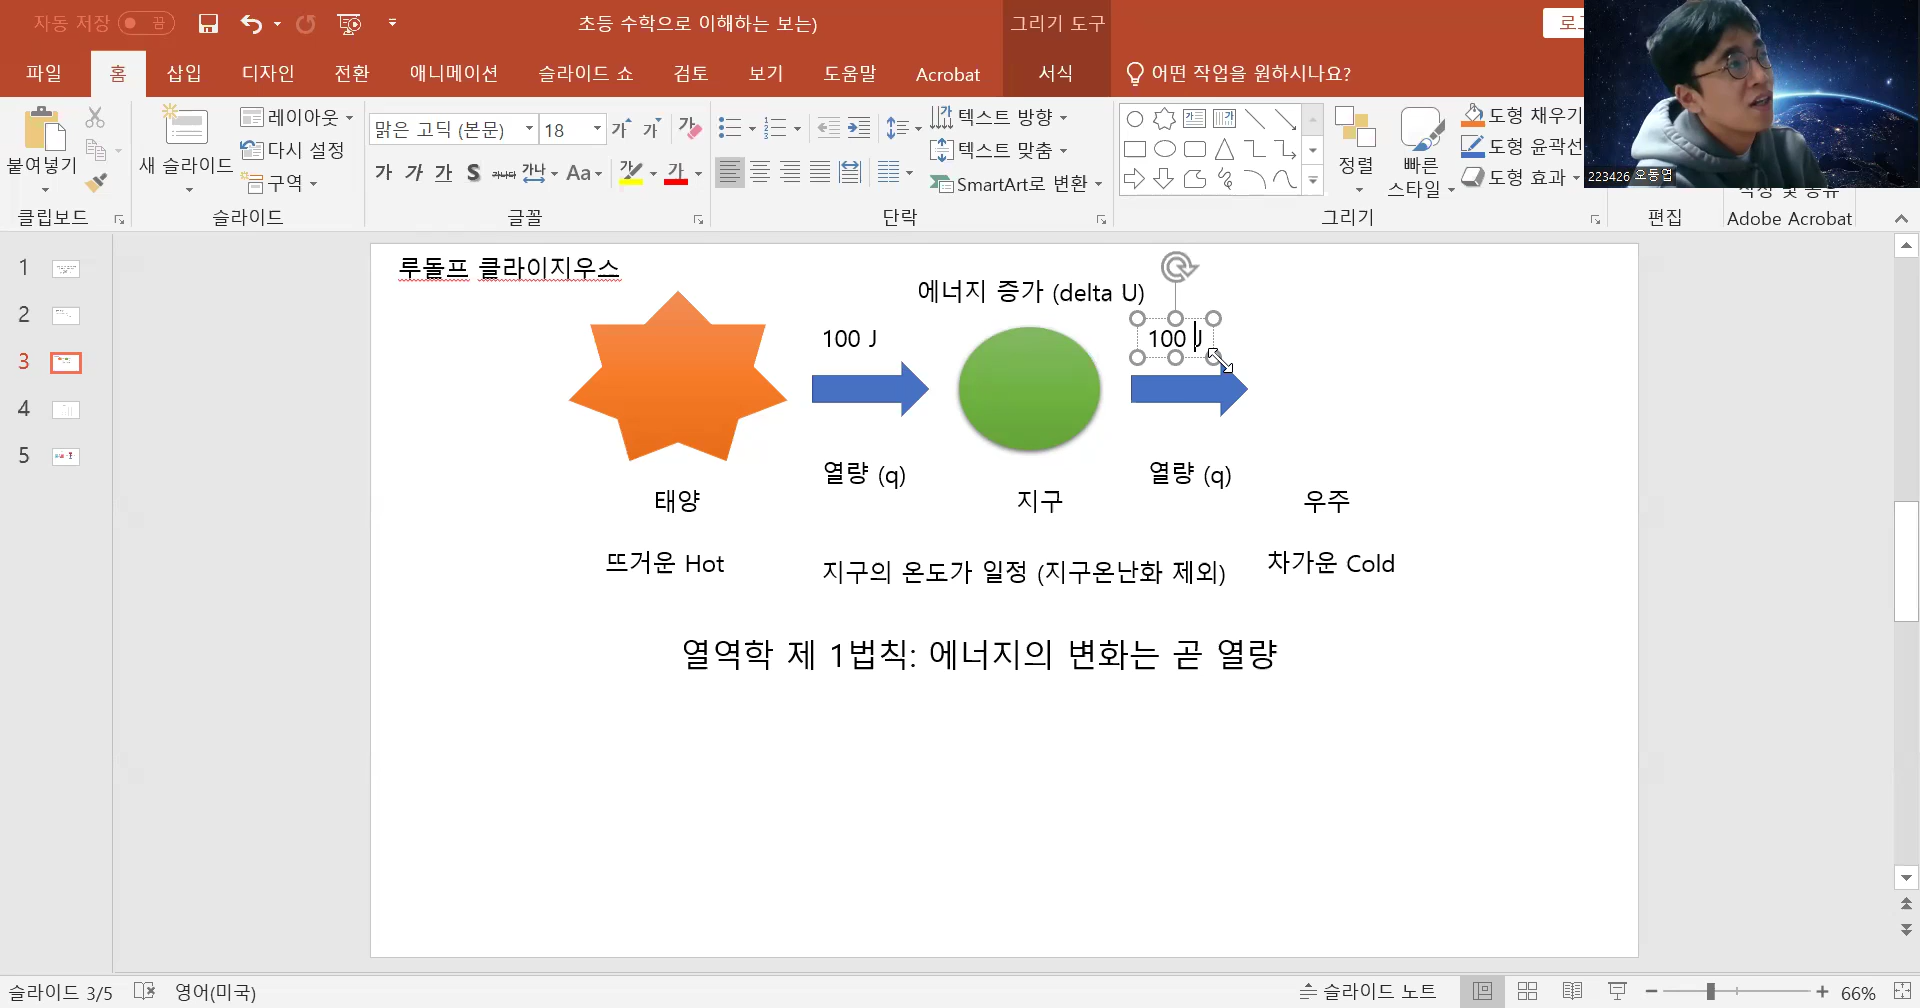 자동 저장 끔
초등 수학으로 이해하는 보는)
그리기 도구
파일 홈 삽입 디자인 전환 애니메이션 슬라이드 쇼 검토 보기 도움말 Acrobat 서식 어떤 작업을 원하시나요?
붙여넣기
새 슬라이드
레이아웃
다시 설정
구역
맑은 고딕 (본문) 18
텍스트 방향
텍스트 맞춤
SmartArt로 변환
정렬
빠른 스타일
도형 채우기
도형 윤곽선
도형 효과
223426 오동엽
클립보드 슬라이드 글꼴 단락 그리기 편집 Adobe Acrobat
1
2
3
4
5
루돌프 클라이지우스
에너지 증가 (delta U)
100 J 100 J
열량 (q) 열량 (q)
태양 지구 우주
뜨거운 Hot 지구의 온도가 일정 (지구온난화 제외) 차가운 Cold
열역학 제 1법칙: 에너지의 변화는 곧 열량
슬라이드 3/5 영어(미국) 슬라이드 노트 66%